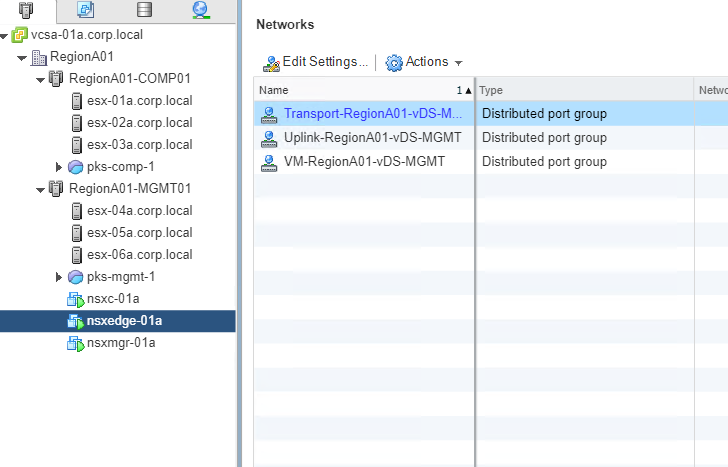 vcsa-01a.corp.local
RegionA01
RegionA01-COMP01
esx-01a.corp.local
esx-02a.corp.local
esx-03a.corp.local
pks-comp-1
RegionA01-MGMT01
esx-04a.corp.local
esx-05a.corp.local
esx-06a.corp.local
pks-mgmt-1
nsxc-01a
nsxedge-01a
nsxmgr-01a
Networks
Edit Settings... Actions
Name 1 Type Netwo
Transport-RegionA01-vDS-M... Distributed port group
Uplink-RegionA01-vDS-MGMT Distributed port group
VM-RegionA01-vDS-MGMT Distributed port group